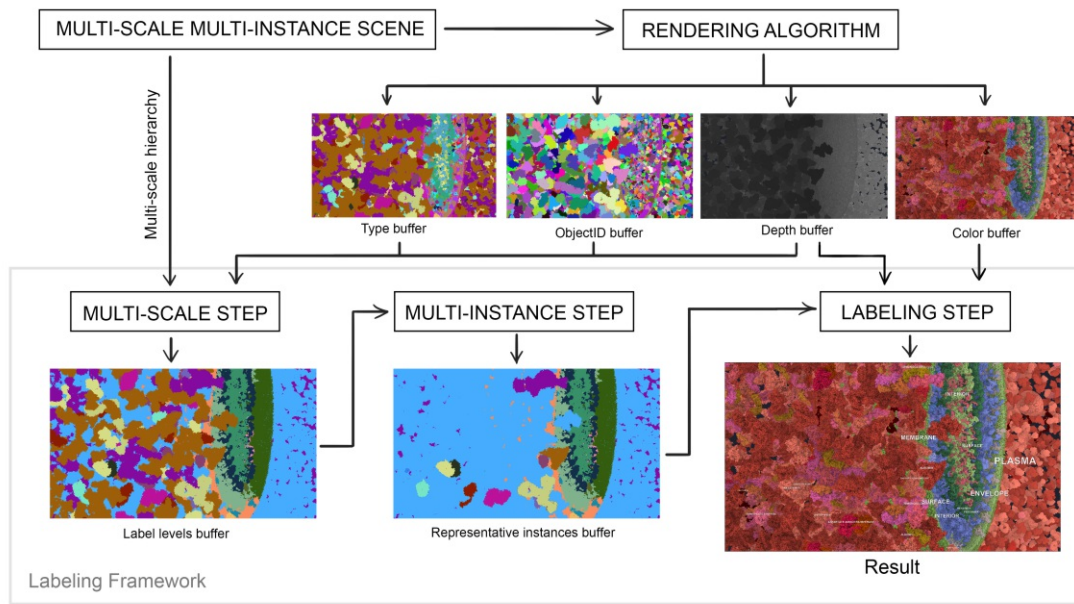 MULTI-SCALE MULTI-INSTANCE SCENE
RENDERING ALGORITHM
Multi-scale hierarchy
Type buffer
ObjectID buffer
Depth buffer
Color buffer
MULTI-SCALE STEP
MULTI-INSTANCE STEP
LABELING STEP
INTERIOR
MEMBRANE
SURFACE
PLASMA
ENVELOPE
SURFACE
INTERIOR
Label levels buffer
Representative instances buffer
Result
Labeling Framework